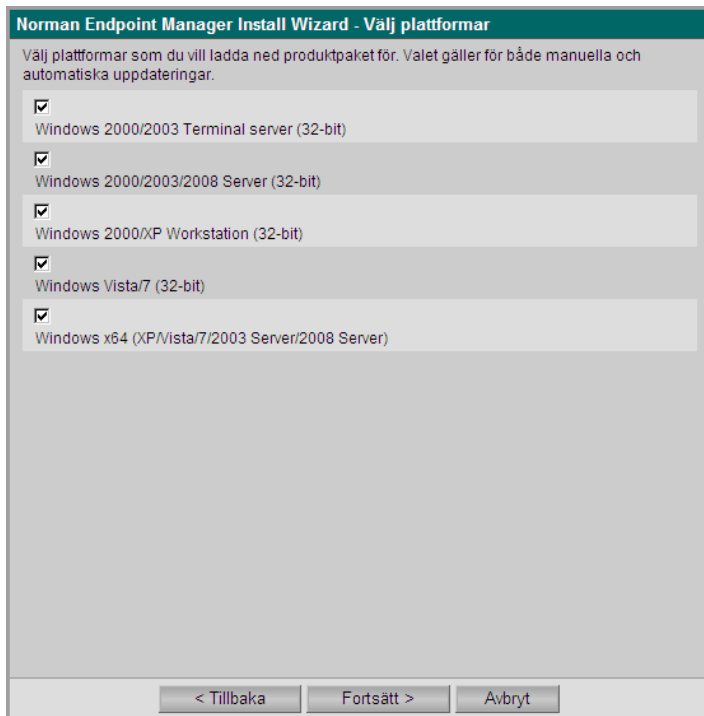 Norman Endpoint Manager Install Wizard - Välj plattformar
Välj plattformar som du vill ladda ned produktpaket för. Valet gäller för både manuella och
automatiska uppdateringar.
Windows 2000/2003 Terminal server (32-bit)
Windows 2000/2003/2008 Server (32-bit)
Windows 2000/XP Workstation (32-bit)
Windows Vista/7 (32-bit)
Windows x64 (XP/Vista/7/2003 Server/2008 Server)
< Tillbaka
Fortsätt >
Avbryt